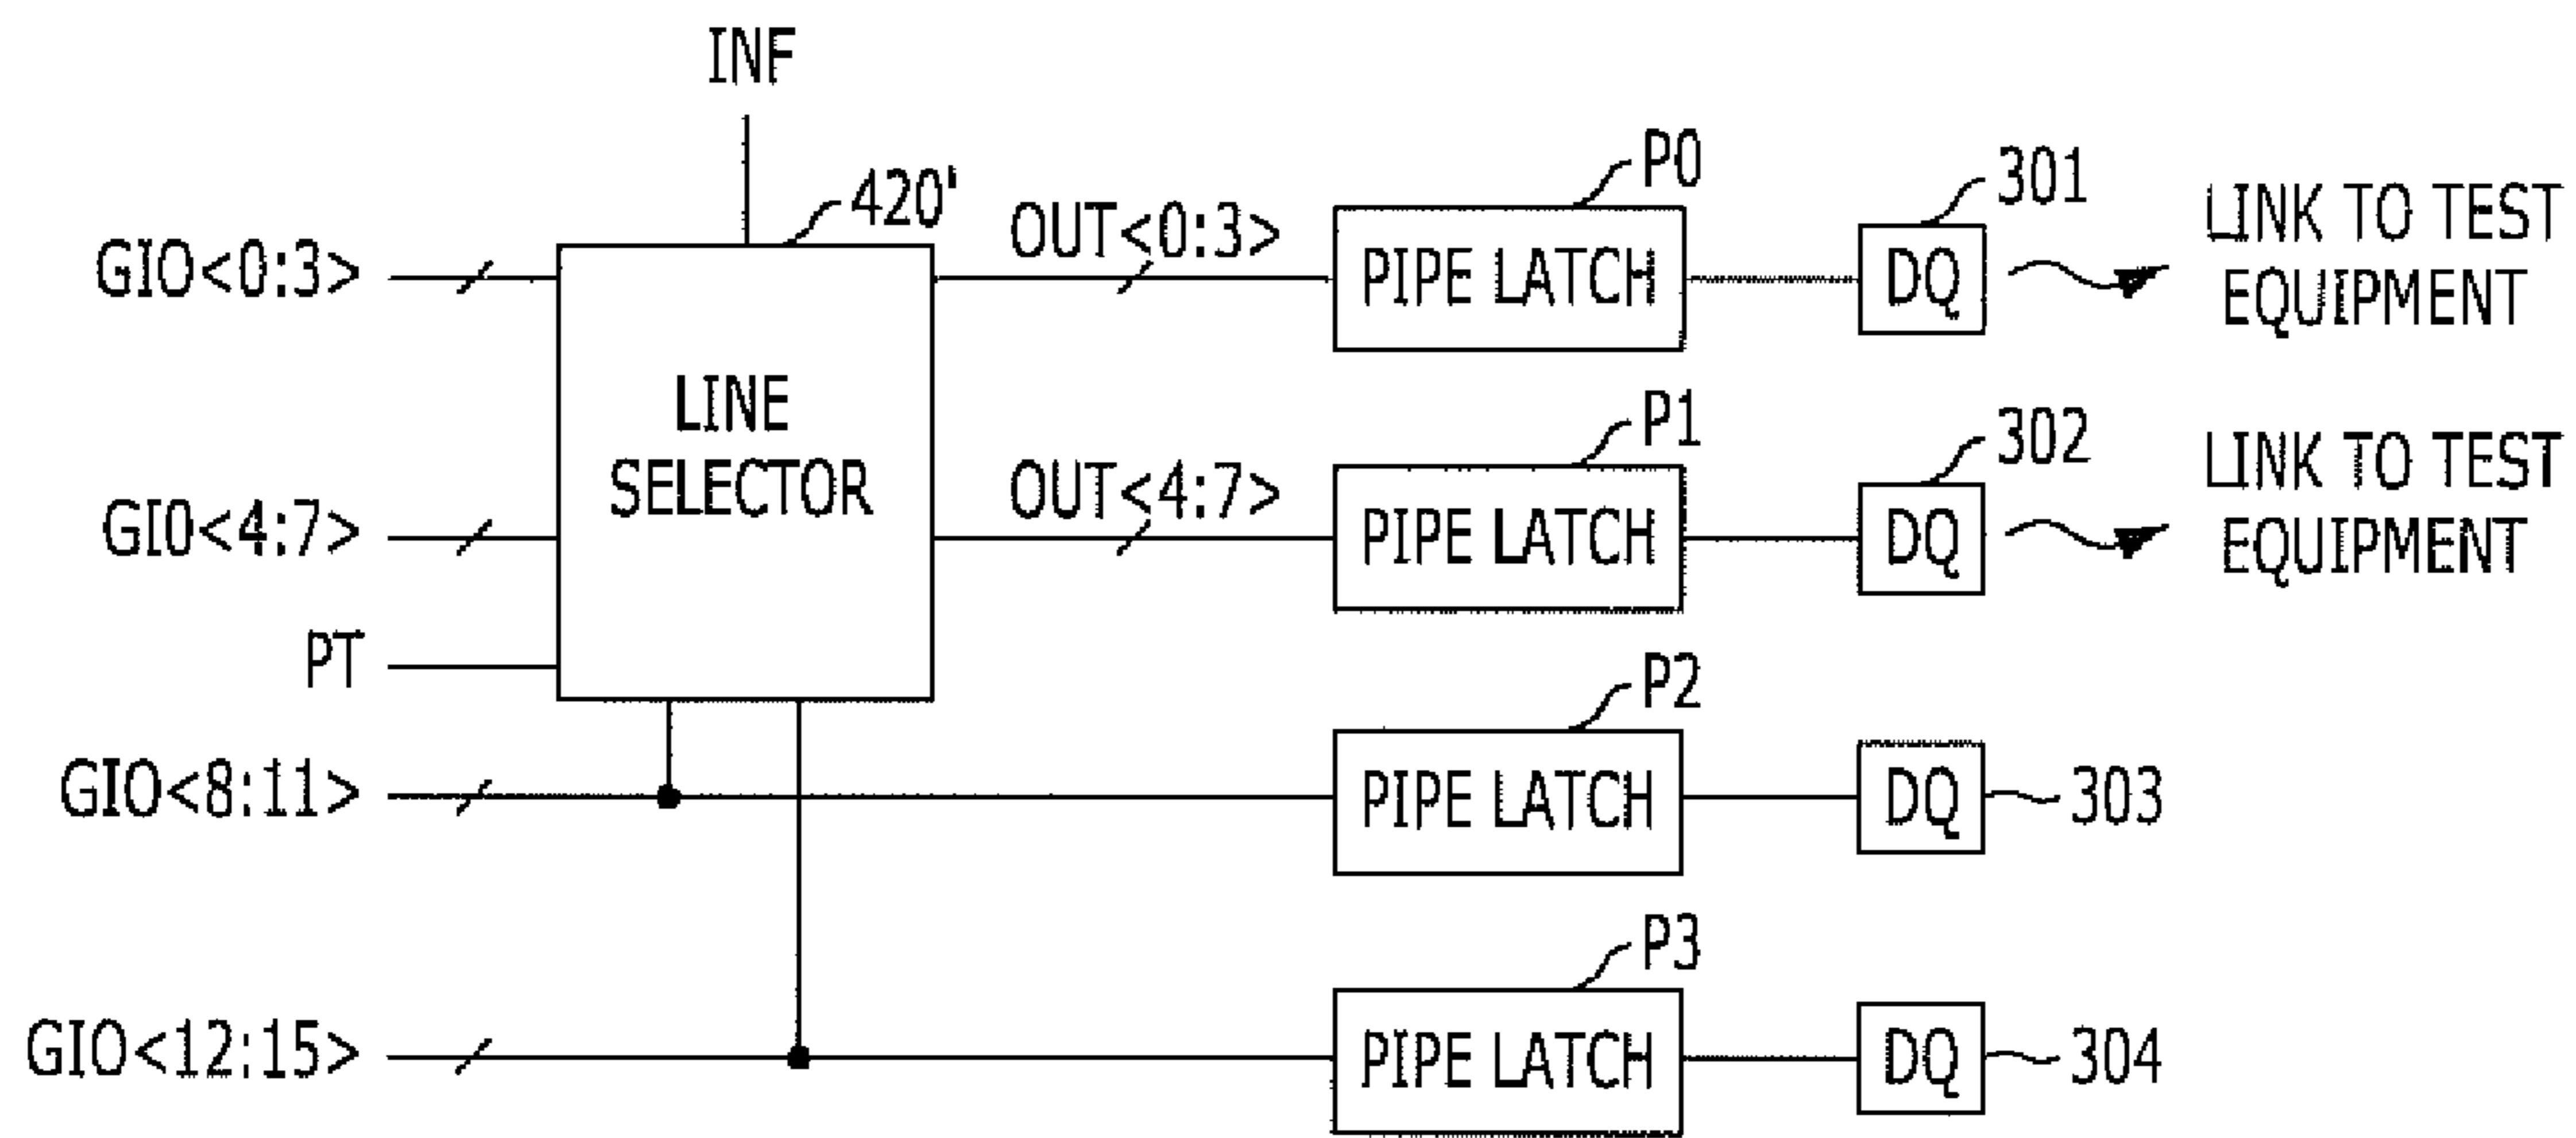 INF
420'
GIO<0:3>
LINE
SELECTOR
OUT<0:3>
P0
PIPE LATCH
301
DQ
LINK TO TEST
EQUIPMENT
GIO<4:7>
OUT<4:7>
P1
PIPE LATCH
302
DQ
LINK TO TEST
EQUIPMENT
PT
GIO<8:11>
P2
PIPE LATCH
DQ
303
GIO<12:15>
P3
PIPE LATCH
DQ
304